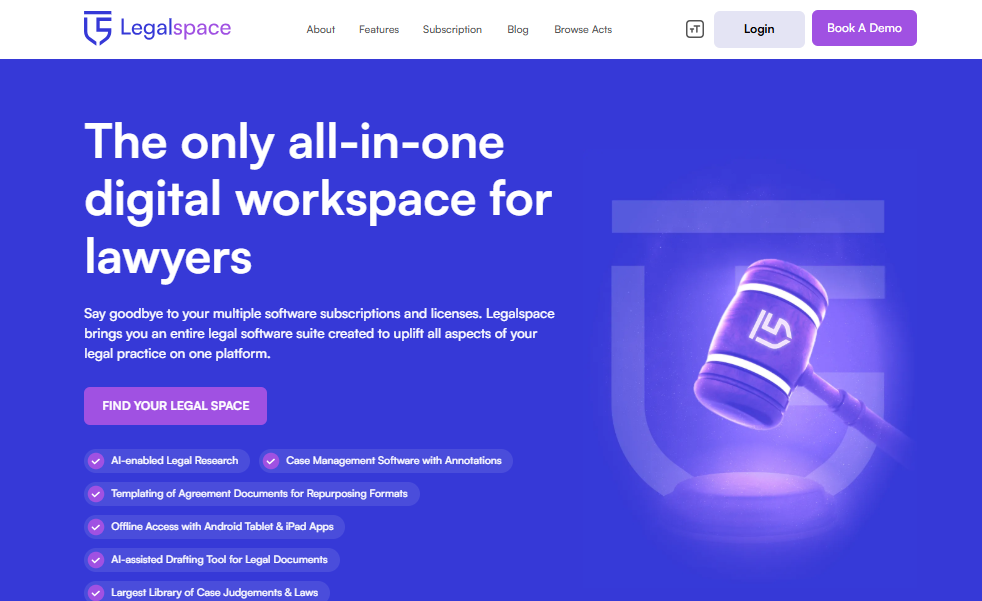 Legalspace
About Features Subscription Blog Browse Acts
TT Login Book A Demo
The only all-in-one
digital workspace for
lawyers
Say goodbye to your multiple software subscriptions and licenses. Legalspace
brings you an entire legal software suite created to uplift all aspects of your
legal practice on one platform.
FIND YOUR LEGAL SPACE
AI-enabled Legal Research
Case Management Software with Annotations
Templating of Agreement Documents for Repurposing Formats
Offline Access with Android Tablet & iPad Apps
AI-assisted Drafting Tool for Legal Documents
Largest Library of Case Judgements & Laws